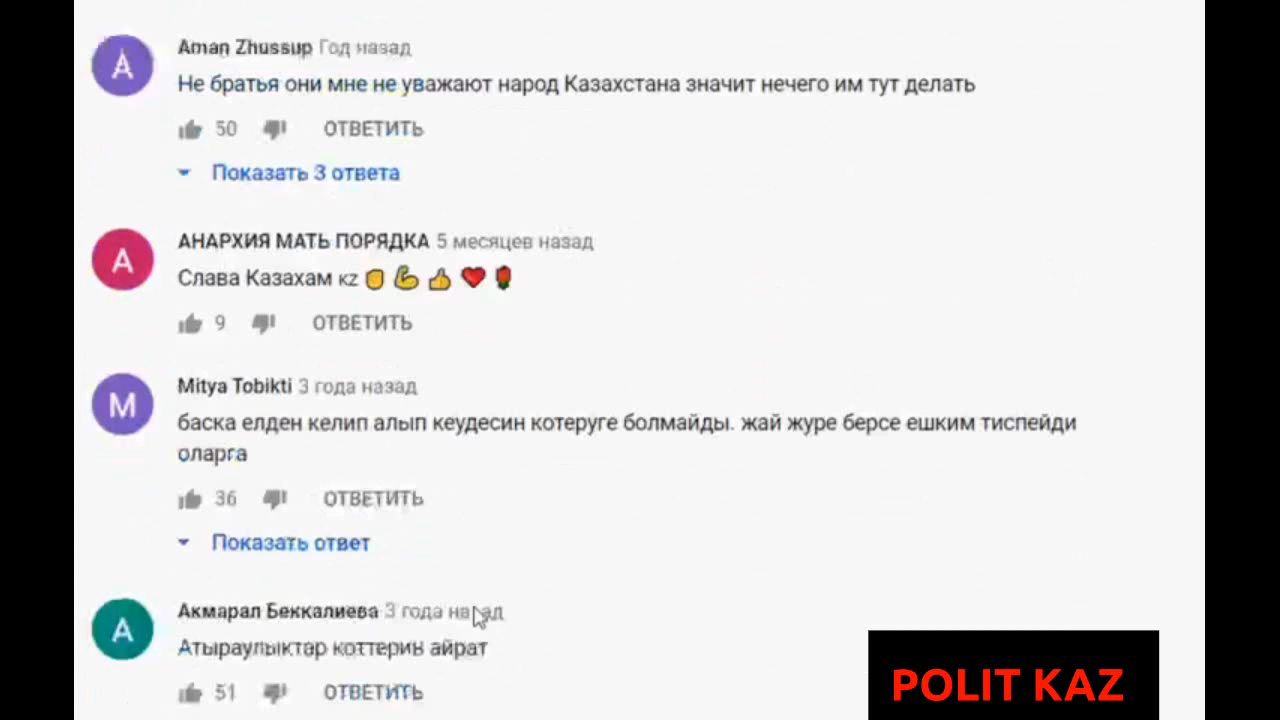 A
Aman Zhussup Год назад
Не братья они мне не уважают народ Казахстана значит нечего им тут делать
50 ОТВЕТИТЬ
Показать 3 ответа
А
АНАРХИЯ МАТЬ ПОРЯДКА 5 месяцев назад
Слава Казахам KZ ✊💪👍❤️🌹
9 ОТВЕТИТЬ
M
Mitya Tobikti 3 года назад
баска елден келип алып кеудесин котеруге болмайды. жай журе берсе ешким тиспейди
оларга
36 ОТВЕТИТЬ
Показать ответ
А
Акмарал Беккалиева 3 года назад
Атыраулыктар коттерин айрат
51 ОТВЕТИТЬ
POLIT KAZ